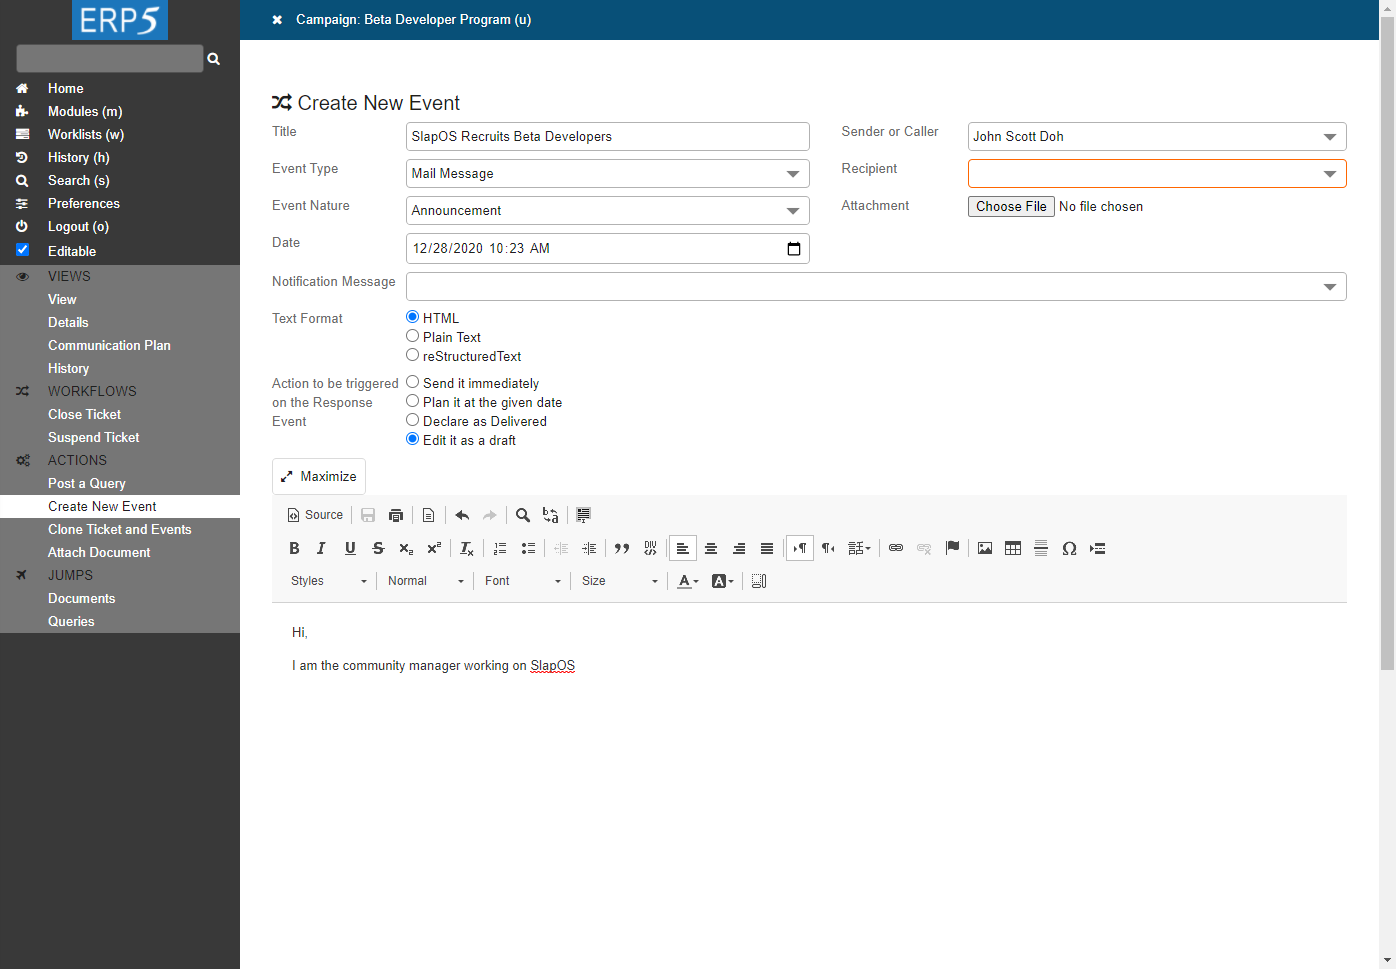 ERP5
Campaign: Beta Developer Program (u)
Home
Modules (m)
Worklists (w)
History (h)
Search (s)
Preferences
Logout (o)
Editable
VIEWS
View
Details
Communication Plan
History
WORKFLOWS
Close Ticket
Suspend Ticket
ACTIONS
Post a Query
Create New Event
Clone Ticket and Events
Attach Document
JUMPS
Documents
Queries
Create New Event
Title
SlapOS Recruits Beta Developers
Event Type
Mail Message
Event Nature
Announcement
Date
12/28/2020 10:23 AM
Sender or Caller
John Scott Doh
Recipient
Attachment
Choose File No file chosen
Notification Message
Text Format
HTML
Plain Text
reStructuredText
Action to be triggered
on the Response
Event
Send it immediately
Plan it at the given date
Declare as Delivered
Edit it as a draft
Maximize
Source
Styles Normal Font Size
Hi,
I am the community manager working on SlapOS